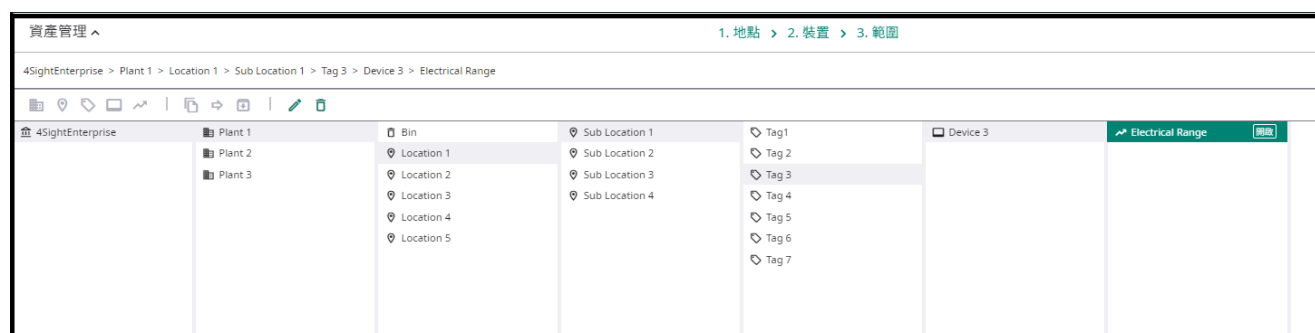 資產管理
1. 地點 > 2. 裝置 > 3. 範圍
4SightEnterprise > Plant 1 > Location 1 > Sub Location 1 > Tag 3 > Device 3 > Electrical Range
4SightEnterprise
Plant 1
Plant 2
Plant 3
Bin
Location 1
Location 2
Location 3
Location 4
Location 5
Sub Location 1
Sub Location 2
Sub Location 3
Sub Location 4
Tag1
Tag 2
Tag 3
Tag 4
Tag 5
Tag 6
Tag 7
Device 3
Electrical Range 開啟